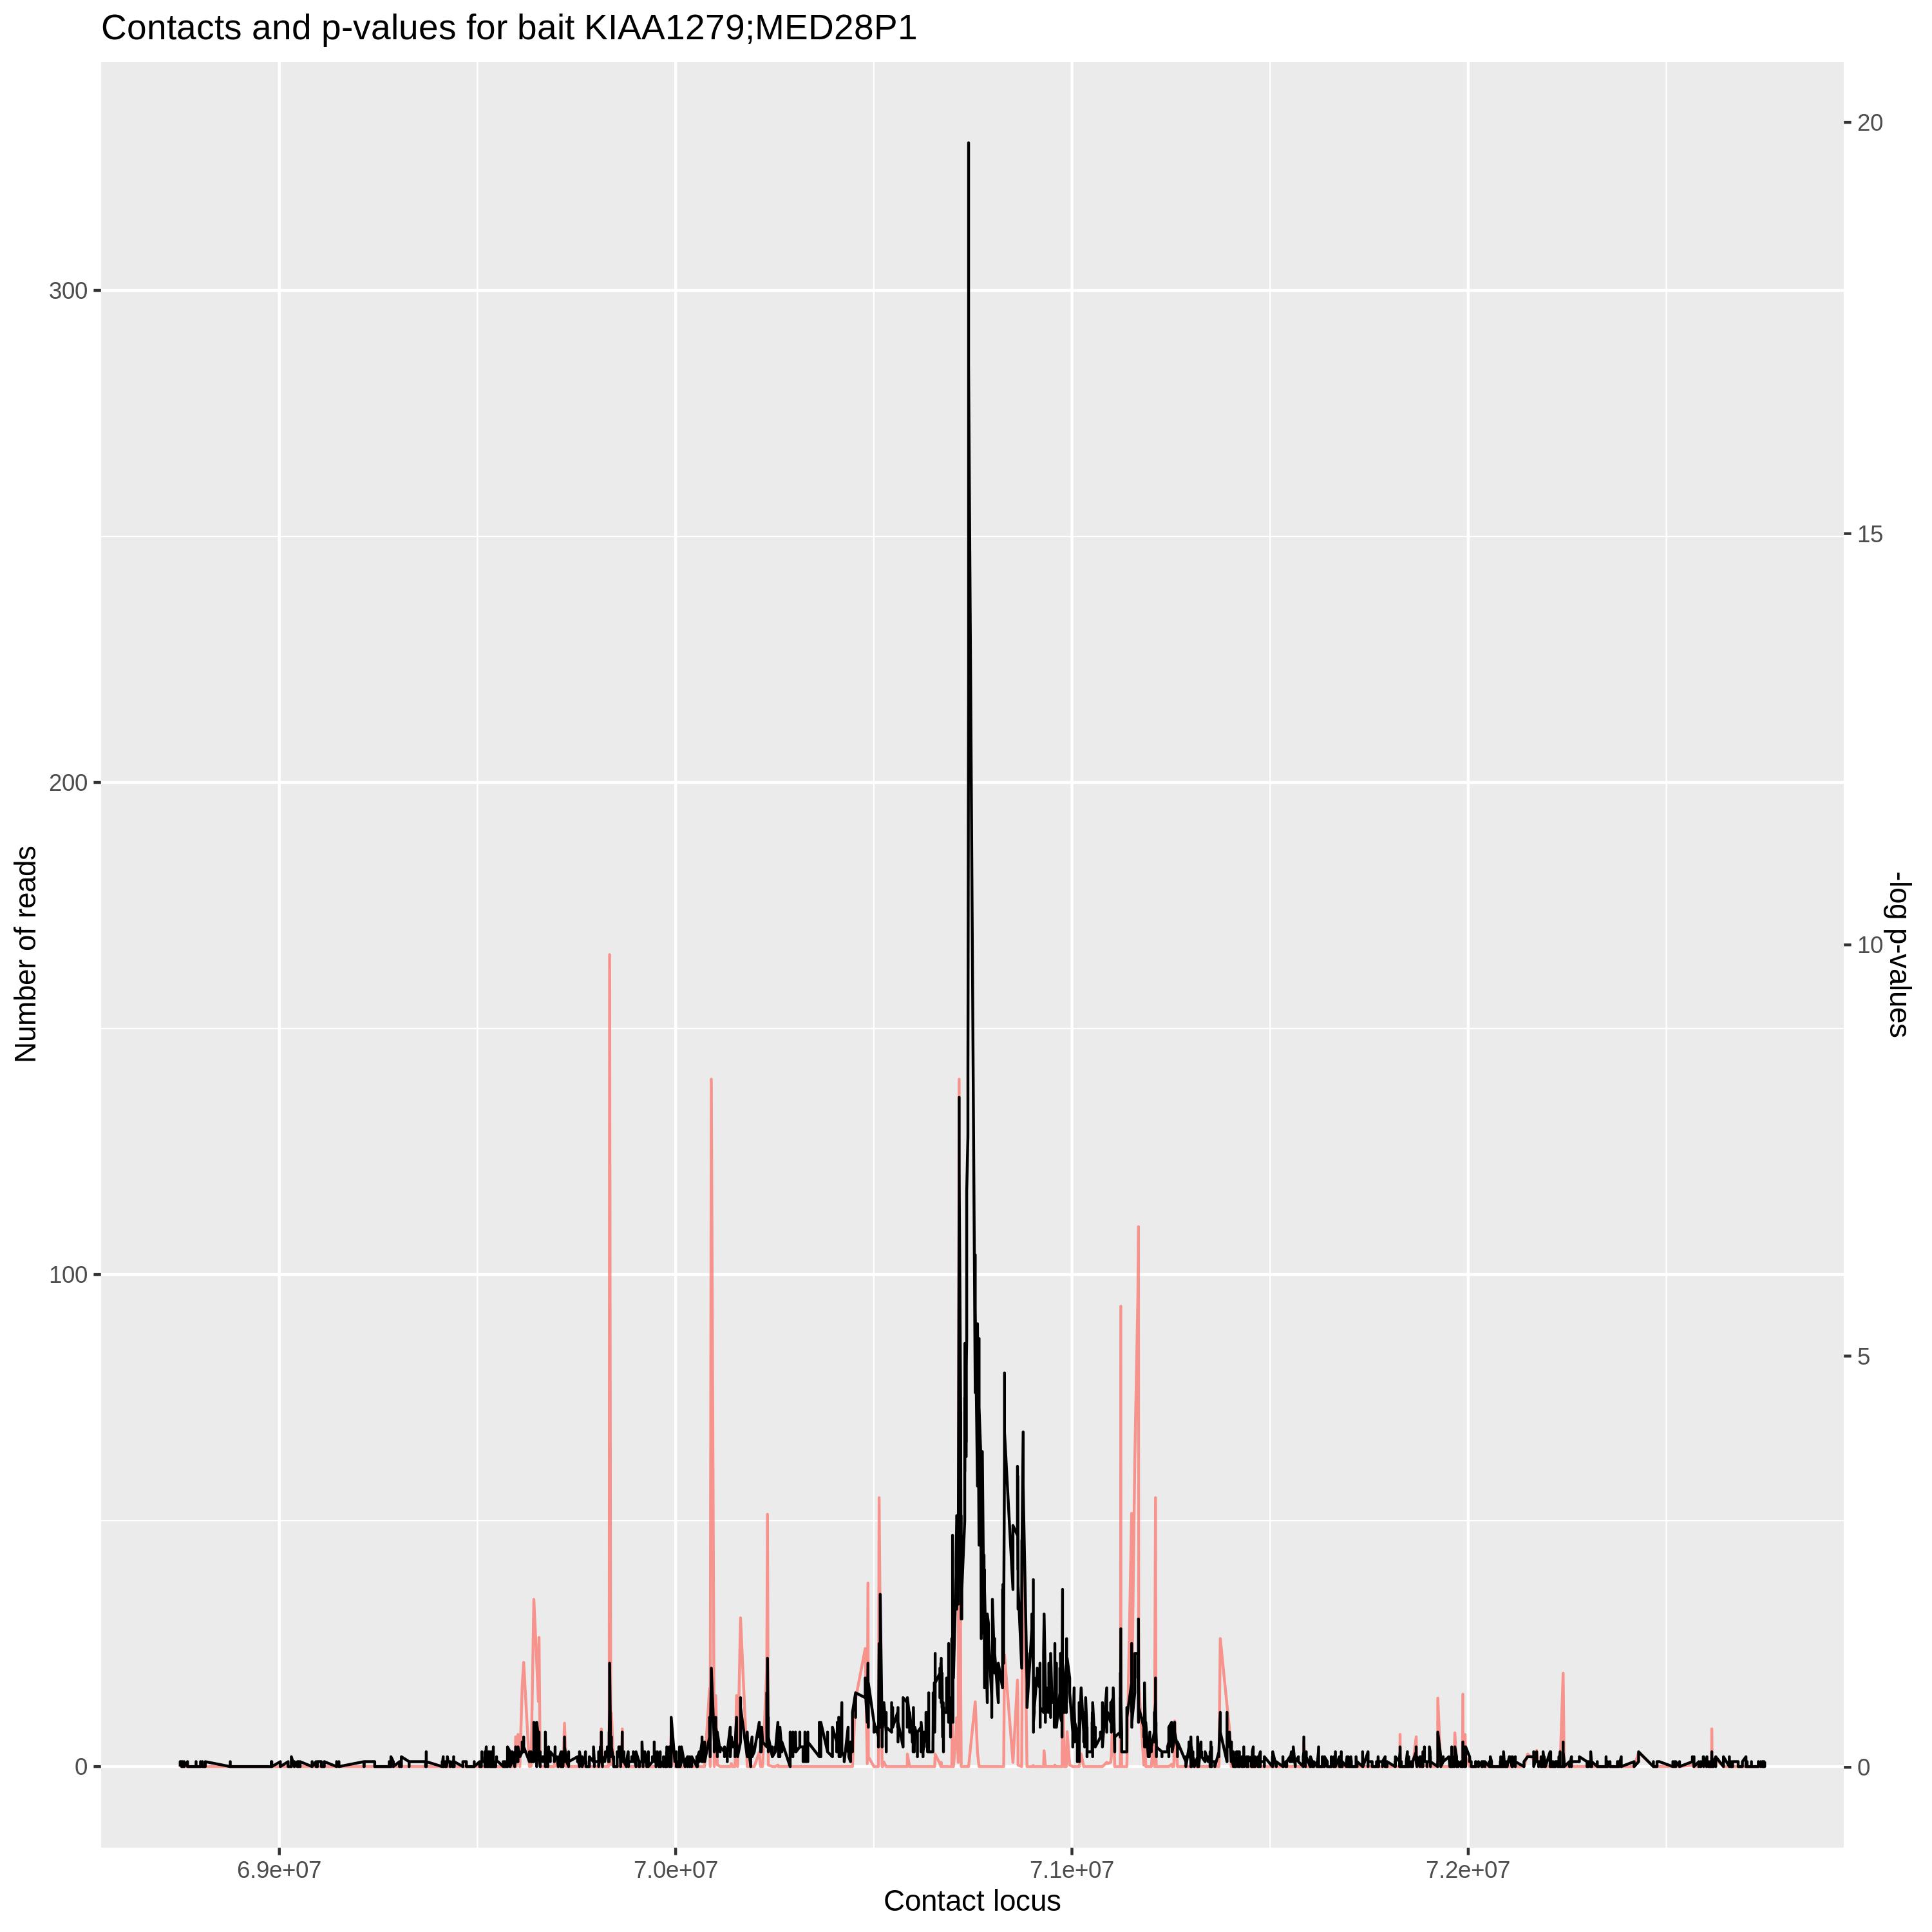 Contacts and p-values for bait KIAA1279;MED28P1
Number of reads
300
200
100
0
20
15
10
5
0
-log p-values
6.9e+07
7.0e+07
7.1e+07
7.2e+07
Contact locus